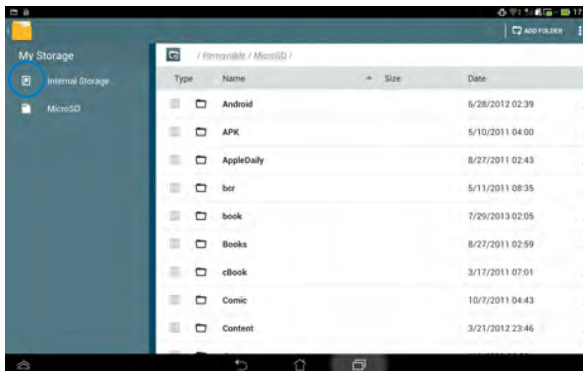 17
ADD FOLDER
My Storage
Internal Storage
MicroSD
/ Removable / MicroSD /
Type Name Size Date
Android 6/28/2012 02:39
APK 5/10/2011 04:00
AppleDaily 8/27/2011 02:43
bcr 5/11/2011 08:35
book 7/29/2013 02:05
Books 8/27/2011 02:59
cBook 3/17/2011 07:01
Comic 10/7/2011 04:43
Content 3/21/2012 23:46